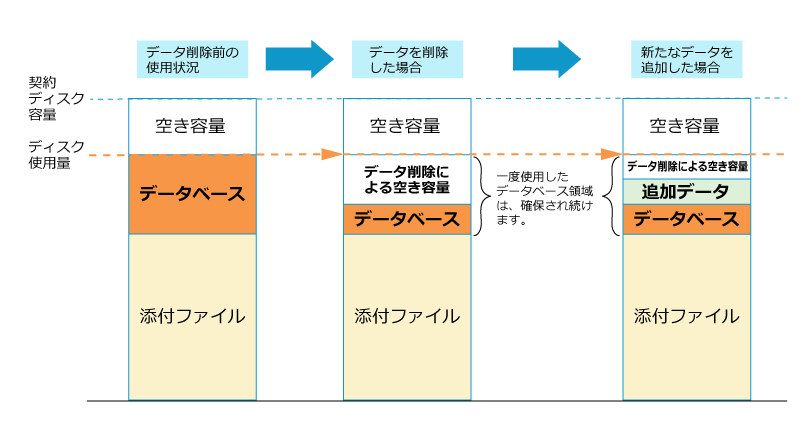 データ削除前の
使用状況
データを削除
した場合
新たなデータを
追加した場合
契約
ディスク
容量
ディスク
使用量
空き容量
データベース
添付ファイル
空き容量
データ削除に
よる空き容量
データベース
添付ファイル
一度使用した
データベース領域
は、確保され続け
ます。
空き容量
データ削除による空き容量
追加データ
データベース
添付ファイル